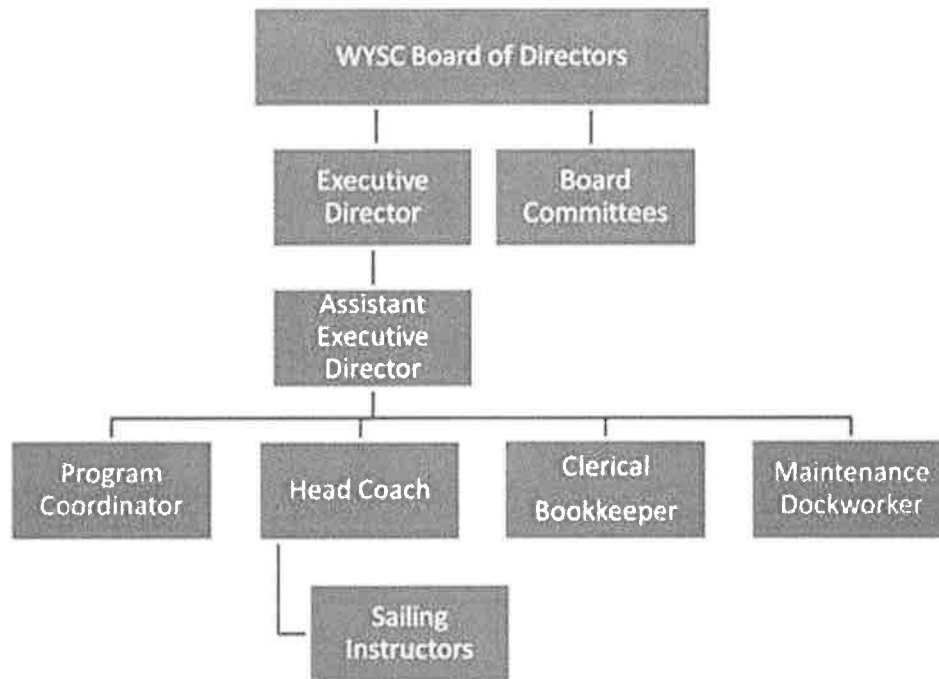 WYSC Board of Directors
Executive
Director
Board
Committees
Assistant
Executive
Director
Program
Coordinator
Head Coach
Clerical
Bookkeeper
Maintenance
Dockworker
Sailing
Instructors